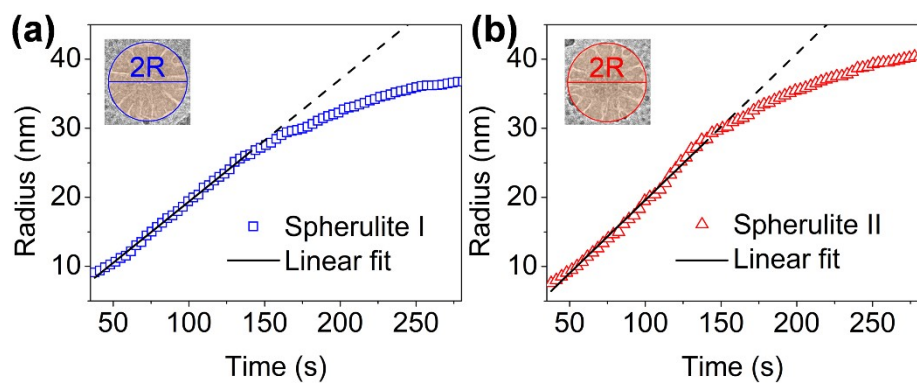 (a)
2R
Radius (nm)
40
30
20
10
50
100
150
200
250
Time (s)
Spherulite I
Linear fit
(b)
2R
Radius (nm)
40
30
20
10
50
100
150
200
250
Time (s)
Spherulite II
Linear fit